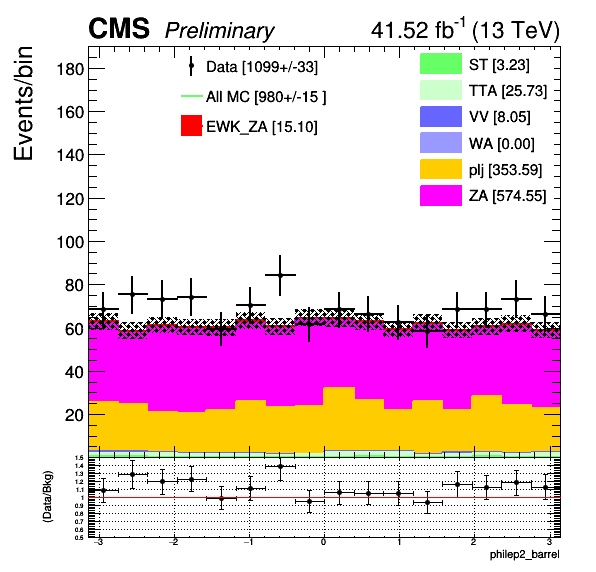 CMS Preliminary 41.52 fb-1 (13 TeV)
Events/bin
180
160
140
120
100
80
60
40
20
Data [1099+/-33]
All MC [980+/-15 ]
EWK_ZA [15.10]
ST [3.23]
TTA [25.73]
VV [8.05]
WA [0.00]
plj [353.59]
ZA [574.55]
(Data/Bkg)
1.5
1.4
1.3
1.2
1.1
1
0.9
0.8
0.7
0.6
0.5
-3 -2 -1 0 1 2 3
philep2_barrel